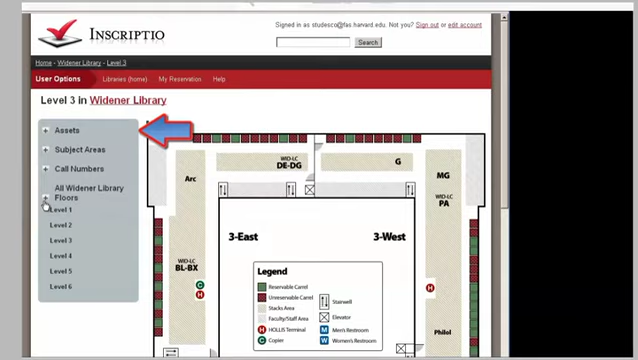 INSCRIPTIO
Signed in as studesco@fas.harvard.edu. Not you? Sign out or edit account
Search
Home - Widener Library - Level 3
User Options
Libraries (home)
My Reservation
Help
Level 3 in Widener Library
Assets
Subject Areas
Call Numbers
All Widener Library
Floors
Level 1
Level 2
Level 3
Level 4
Level 5
Level 6
WID-LC
DE-DG
G
Arc
MG
WID-LC
PA
3-East
3-West
WID-LC
BL-BX
C
H
H
Philol
Legend
Reservable Carrel
Unreservable Carrel
Stacks Area
Faculty/Staff Area
H HOLLIS Terminal
C Copier
Stairwell
Elevator
M Men's Restroom
W Women's Restroom